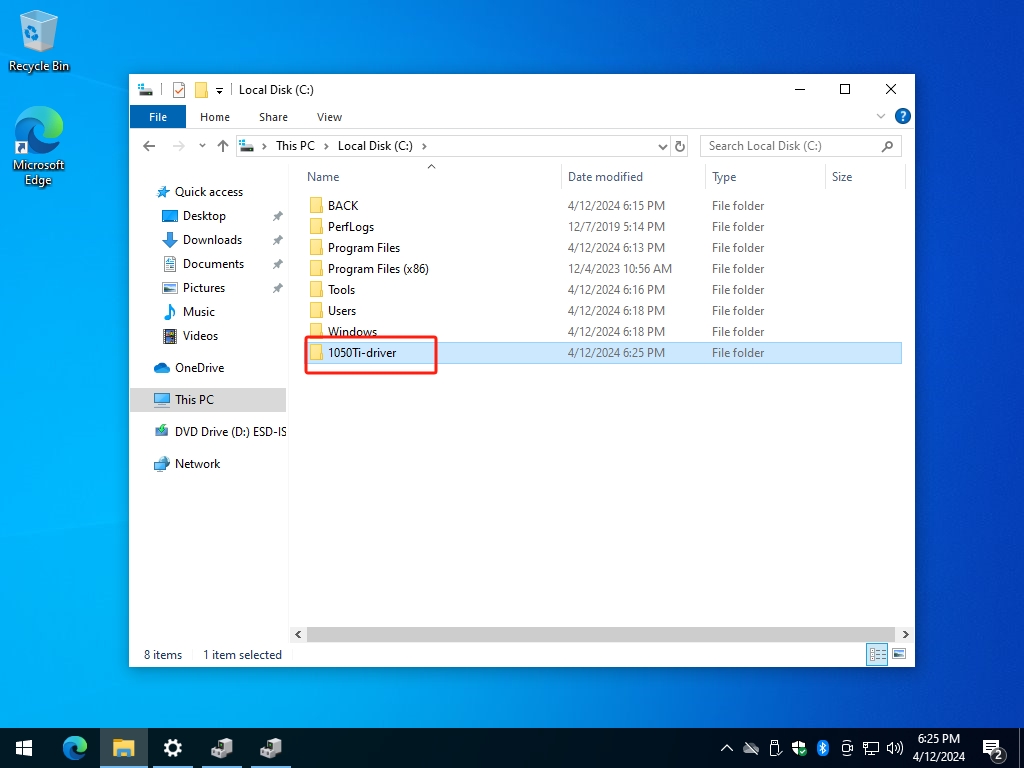 Recycle Bin
Microsoft
Edge
Local Disk (C:)
File Home Share View
This PC Local Disk (C:)
Search Local Disk (C:)
Name Date modified Type Size
Quick access
Desktop
Downloads
Documents
Pictures
Music
Videos
OneDrive
This PC
DVD Drive (D:) ESD-IS
Network
BACK 4/12/2024 6:15 PM File folder
PerfLogs 12/7/2019 5:14 PM File folder
Program Files 4/12/2024 6:13 PM File folder
Program Files (x86) 12/4/2023 10:56 AM File folder
Tools 4/12/2024 6:16 PM File folder
Users 4/12/2024 6:18 PM File folder
Windows 4/12/2024 6:18 PM File folder
1050Ti-driver 4/12/2024 6:25 PM File folder
8 items 1 item selected
6:25 PM
4/12/2024
2